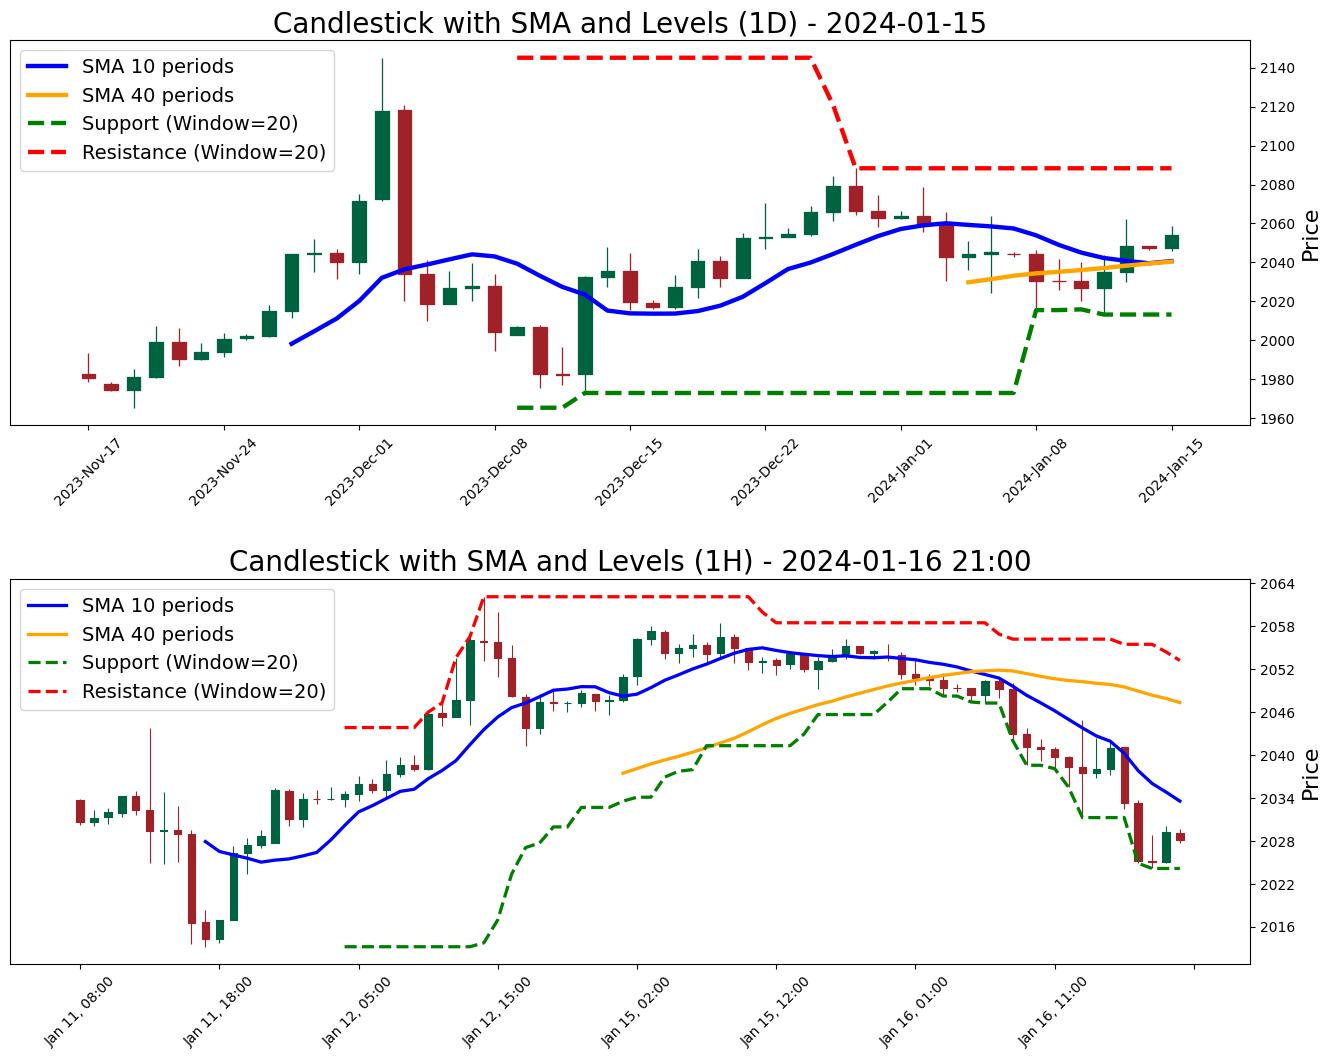 Candlestick with SMA and Levels (1D) - 2024-01-15
SMA 10 periods
SMA 40 periods
Support (Window=20)
Resistance (Window=20)
2140
2120
2100
2080
2060
2040
2020
2000
1980
1960
Price
2023-Nov-17
2023-Nov-24
2023-Dec-01
2023-Dec-08
2023-Dec-15
2023-Dec-22
2024-Jan-01
2024-Jan-08
2024-Jan-15
Candlestick with SMA and Levels (1H) - 2024-01-16 21:00
SMA 10 periods
SMA 40 periods
Support (Window=20)
Resistance (Window=20)
2064
2058
2052
2046
2040
2034
2028
2022
2016
Price
Jan 11, 08:00
Jan 11, 18:00
Jan 12, 05:00
Jan 12, 15:00
Jan 15, 02:00
Jan 15, 12:00
Jan 16, 01:00
Jan 16, 11:00